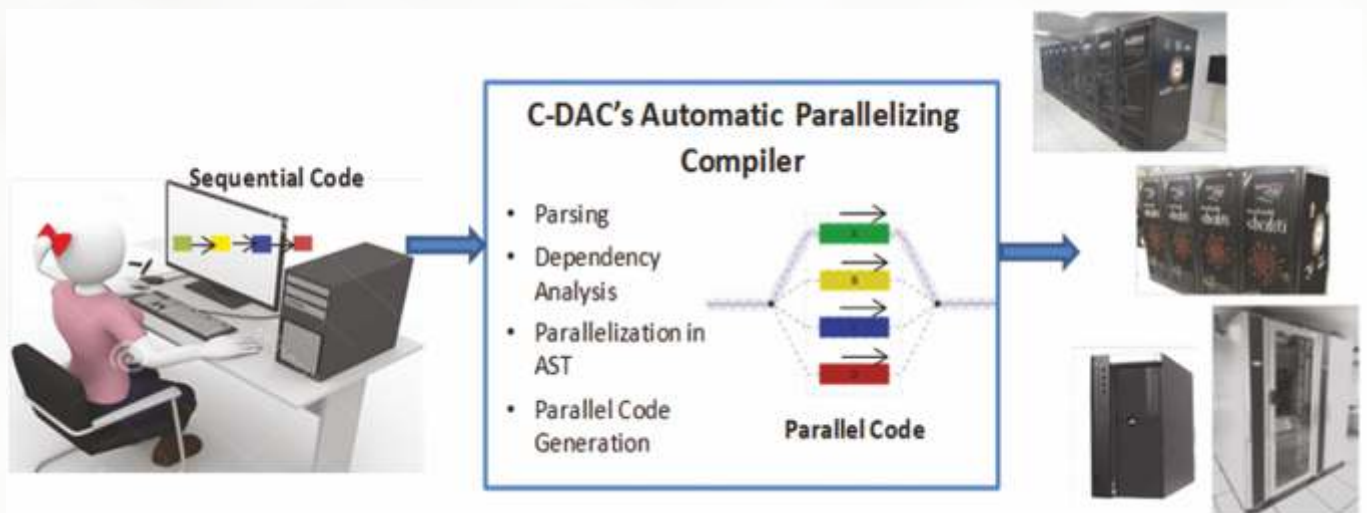 C-DAC's Automatic Parallelizing
Compiler
Sequential Code
• Parsing
• Dependency
Analysis
• Parallelization in
AST
• Parallel Code
Generation
A
B
D
Parallel Code